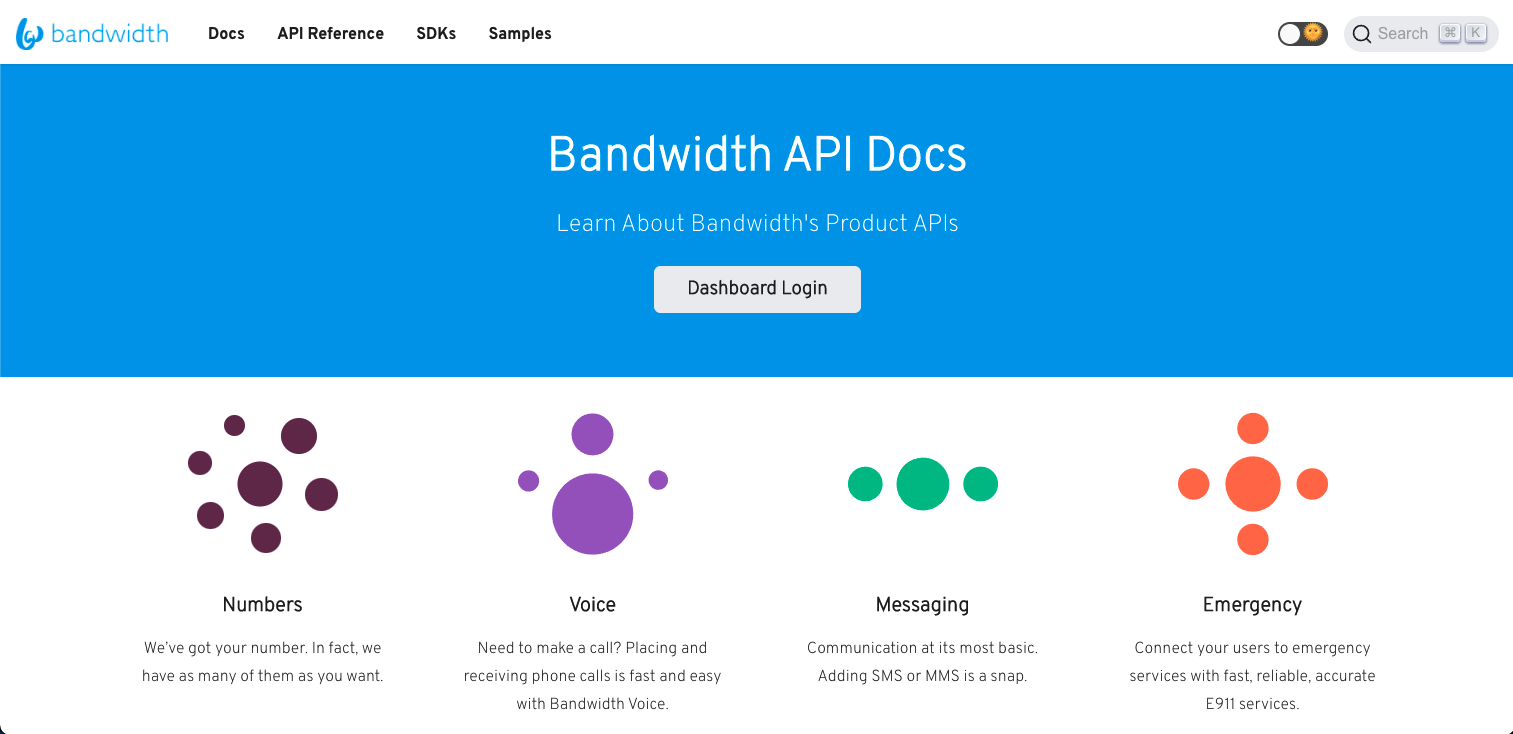 bandwidth Docs API Reference SDKs Samples Search ⌘ K
Bandwidth API Docs
Learn About Bandwidth's Product APIs
Dashboard Login
Numbers
We've got your number. In fact, we
have as many of them as you want.
Voice
Need to make a call? Placing and
receiving phone calls is fast and easy
with Bandwidth Voice.
Messaging
Communication at its most basic.
Adding SMS or MMS is a snap.
Emergency
Connect your users to emergency
services with fast, reliable, accurate
E911 services.